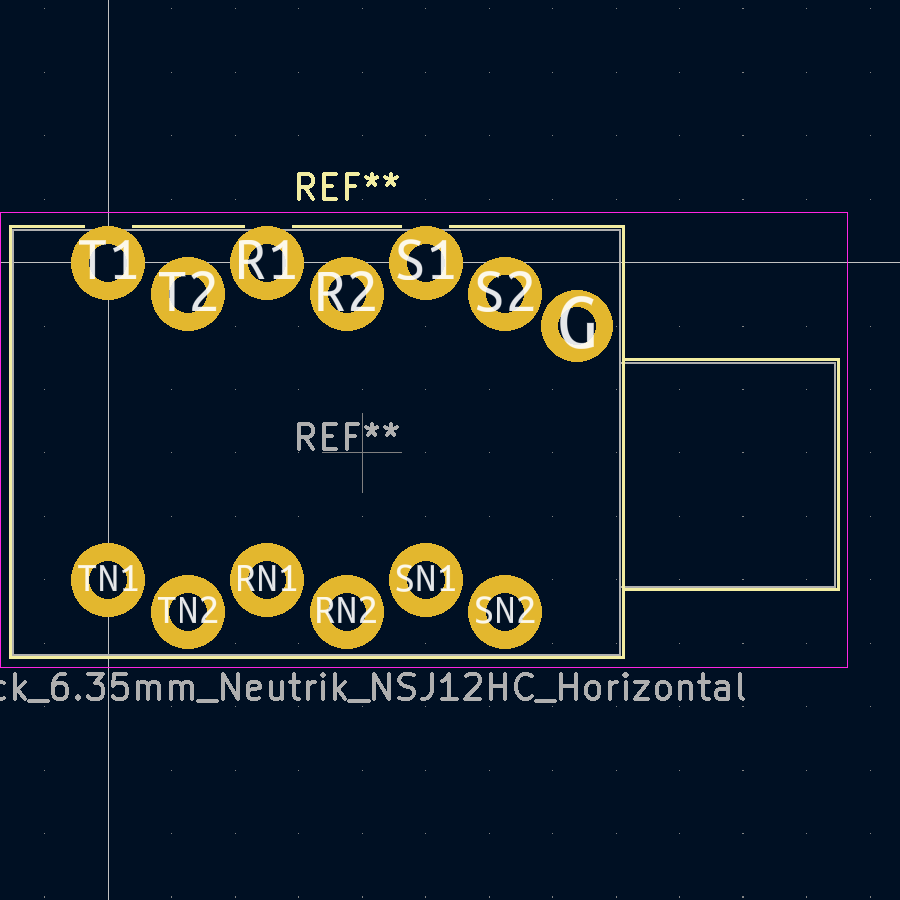 REF**
T1 R1 S1
T2 R2 S2
G
REF**
TN1 RN1 SN1
TN2 RN2 SN2
ck_6.35mm_Neutrik_NSJ12HC_Horizontal